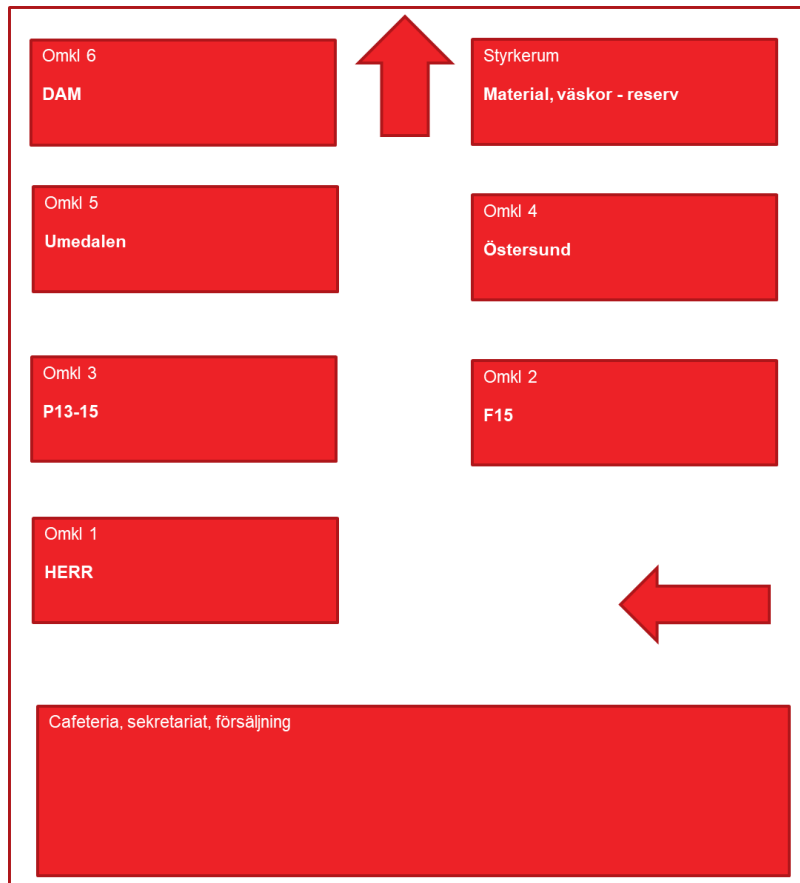 Omkl 6
DAM
Styrkerum
Material, väskor - reserv
Omkl 5
Umedalen
Omkl 4
Östersund
Omkl 3
P13-15
Omkl 2
F15
Omkl 1
HERR
Cafeteria, sekretariat, försäljning